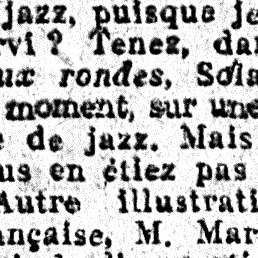 jazz, puisque je
rvi ? Tenez, da
ux rondes, Sola
moment, sur une
de jazz. Mais
us en étiez pas
Autre illustrati
ançaise, M. Mar